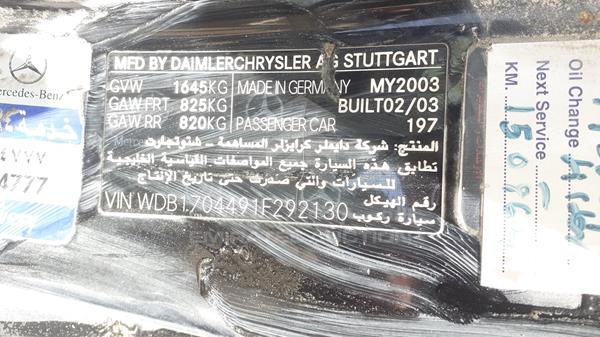 Mercedes-Benz
MFD BY DAIMLERCHRYSLER AG STUTTGART
GVW 1645KG MADE IN GERMANY MY2003
GAW FRT 825KG BUILT02/03
GAW RR 820KG PASSENGER CAR 197
المنتج: شركة دايملر كرايزلر المساهمة - شتوتجارت
تطابق هذه السيارة جميع المواصفات القياسية الخليجية
للسيارات والتي صدرت حتى تاريخ الإنتاج
رقم الهيكل
VIN WDB1704491F292130
سيارة ركوب
خدمة
٤٧٧٧
4777
Oil Change
Next Service
KM.